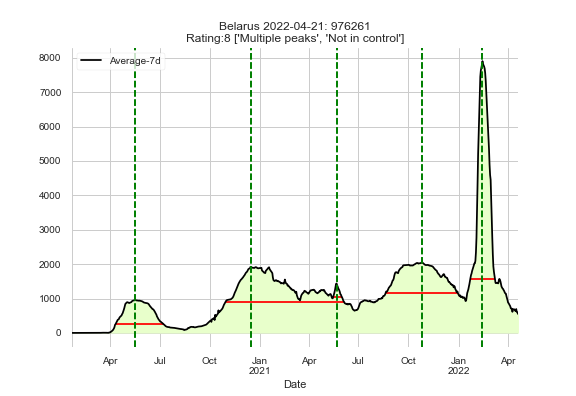 Belarus 2022-04-21: 976261
Rating:8 ['Multiple peaks', 'Not in control']
Average-7d
8000
7000
6000
5000
4000
3000
2000
1000
0
Apr
Jul
Oct
Jan
2021
Apr
Jul
Oct
Jan
2022
Apr
Date